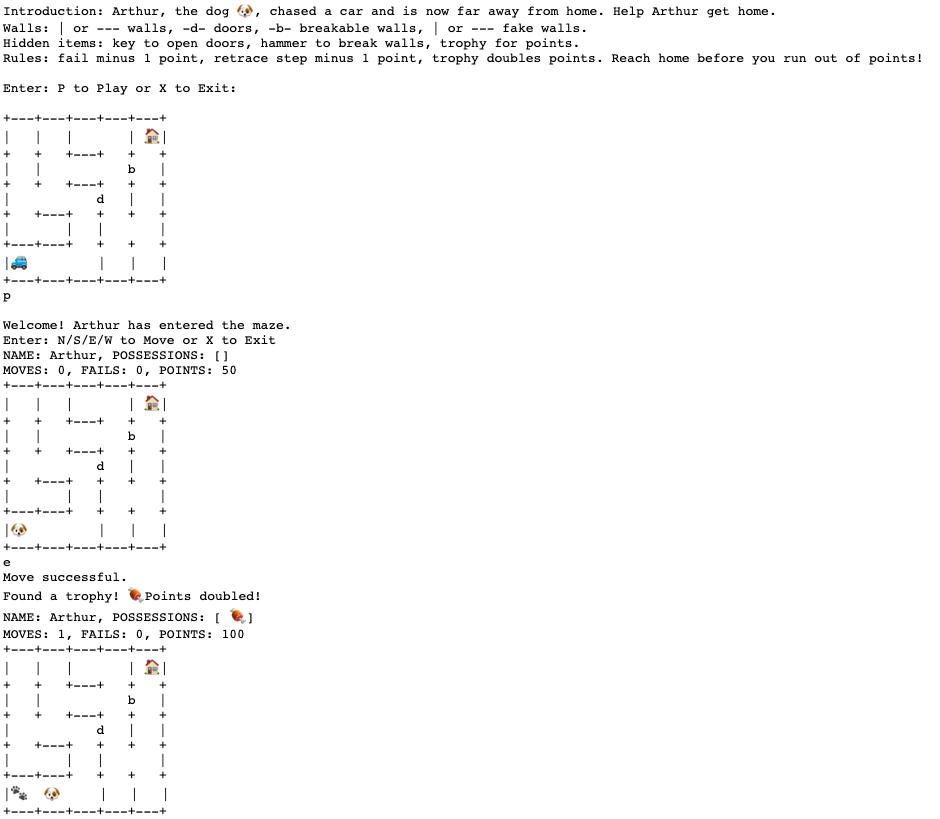 Introduction: Arthur, the dog 🐶, chased a car and is now far away from home. Help Arthur get home.
Walls: | or --- walls, -d- doors, -b- breakable walls, | or --- fake walls.
Hidden items: key to open doors, hammer to break walls, trophy for points.
Rules: fail minus 1 point, retrace step minus 1 point, trophy doubles points. Reach home before you run out of points!
Enter: P to Play or X to Exit:
+---+---+---+---+---+
|   |   |       | 🏠|
+   +   +---+   +   +
|   |           b   |
+   +   +---+   +   +
|           d   |   |
+   +---+   +   +   +
|       |   |       |
+---+---+   +   +   +
|🚙         |   |   |
+---+---+---+---+---+
p
Welcome! Arthur has entered the maze.
Enter: N/S/E/W to Move or X to Exit
NAME: Arthur, POSSESSIONS: []
MOVES: 0, FAILS: 0, POINTS: 50
+---+---+---+---+---+
|   |   |       | 🏠|
+   +   +---+   +   +
|   |           b   |
+   +   +---+   +   +
|           d   |   |
+   +---+   +   +   +
|       |   |       |
+---+---+   +   +   +
|🐶         |   |   |
+---+---+---+---+---+
e
Move successful.
Found a trophy! 🍖Points doubled!
NAME: Arthur, POSSESSIONS: [ 🍖]
MOVES: 1, FAILS: 0, POINTS: 100
+---+---+---+---+---+
|   |   |       | 🏠|
+   +   +---+   +   +
|   |           b   |
+   +   +---+   +   +
|           d   |   |
+   +---+   +   +   +
|       |   |       |
+---+---+   +   +   +
|🐾  🐶     |   |   |
+---+---+---+---+---+